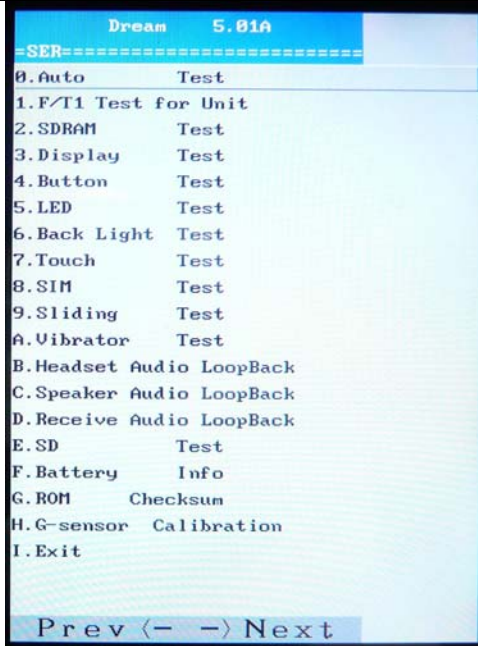 Dream 5.01A
=SER===========================
0.Auto Test
1.F/T1 Test for Unit
2.SDRAM Test
3.Display Test
4.Button Test
5.LED Test
6.Back Light Test
7.Touch Test
8.SIM Test
9.Sliding Test
A.Vibrator Test
B.Headset Audio LoopBack
C.Speaker Audio LoopBack
D.Receive Audio LoopBack
E.SD Test
F.Battery Info
G.ROM Checksum
H.G-sensor Calibration
I.Exit
Prev <- -> Next